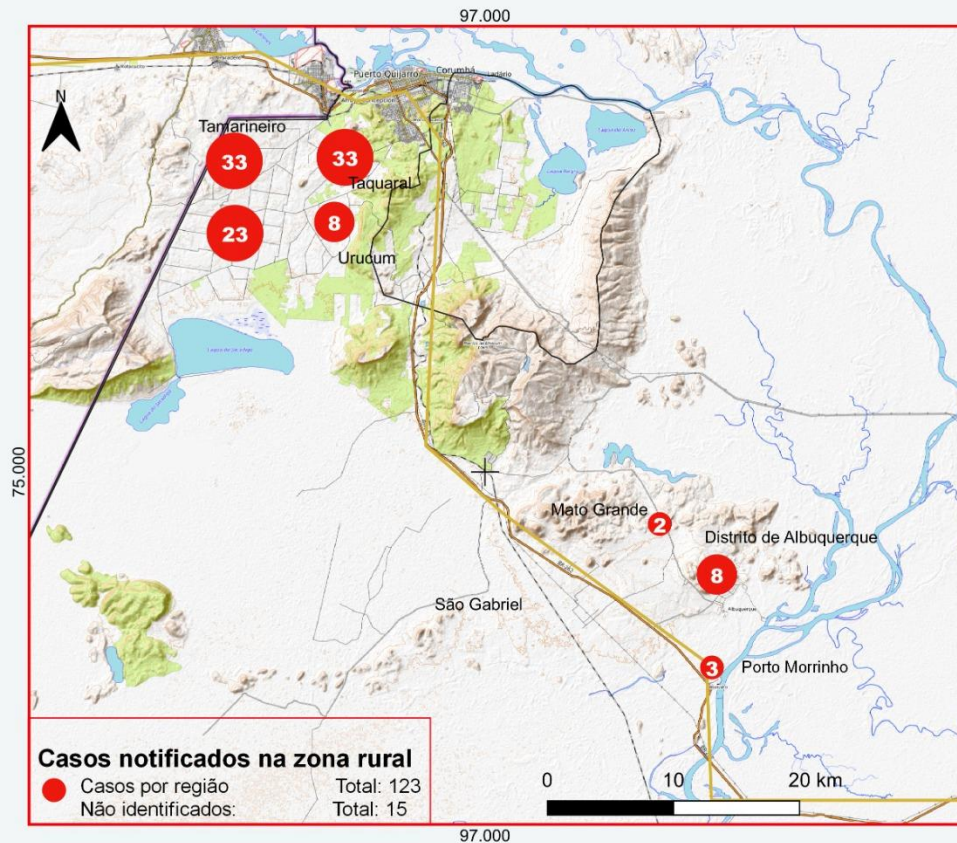 97.000
Puerto Quijarro
Corumbá
Ladário
N
Tamarineiro
33
33
Taquaral
23
8
Urucum
75.000
Mato Grande
2
Distrito de Albuquerque
8
Albuquerque
São Gabriel
3
Porto Morrinho
Casos notificados na zona rural
Casos por região Total: 123
Não identificados: Total: 15
0 10 20 km
97.000